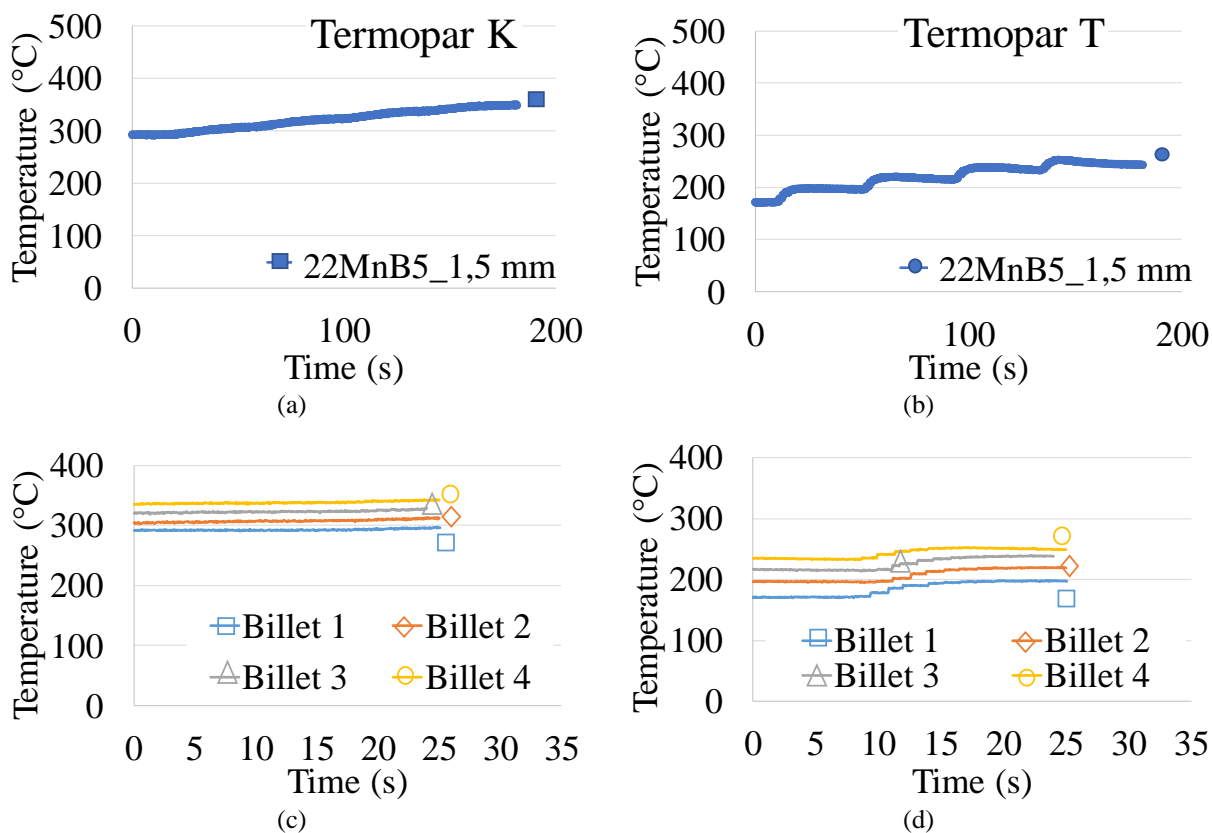 Termopar K
Temperature (°C)
500
400
300
200
100
0
22MnB5_1,5 mm
0 100 200
Time (s)
(a)
Termopar T
Temperature (°C)
500
400
300
200
100
0
22MnB5_1,5 mm
0 100 200
Time (s)
(b)
Temperature (°C)
400
300
200
100
0
Billet 1 Billet 2
Billet 3 Billet 4
0 5 10 15 20 25 30 35
Time (s)
(c)
Temperature (°C)
400
300
200
100
0
Billet 1 Billet 2
Billet 3 Billet 4
0 5 10 15 20 25 30 35
Time (s)
(d)